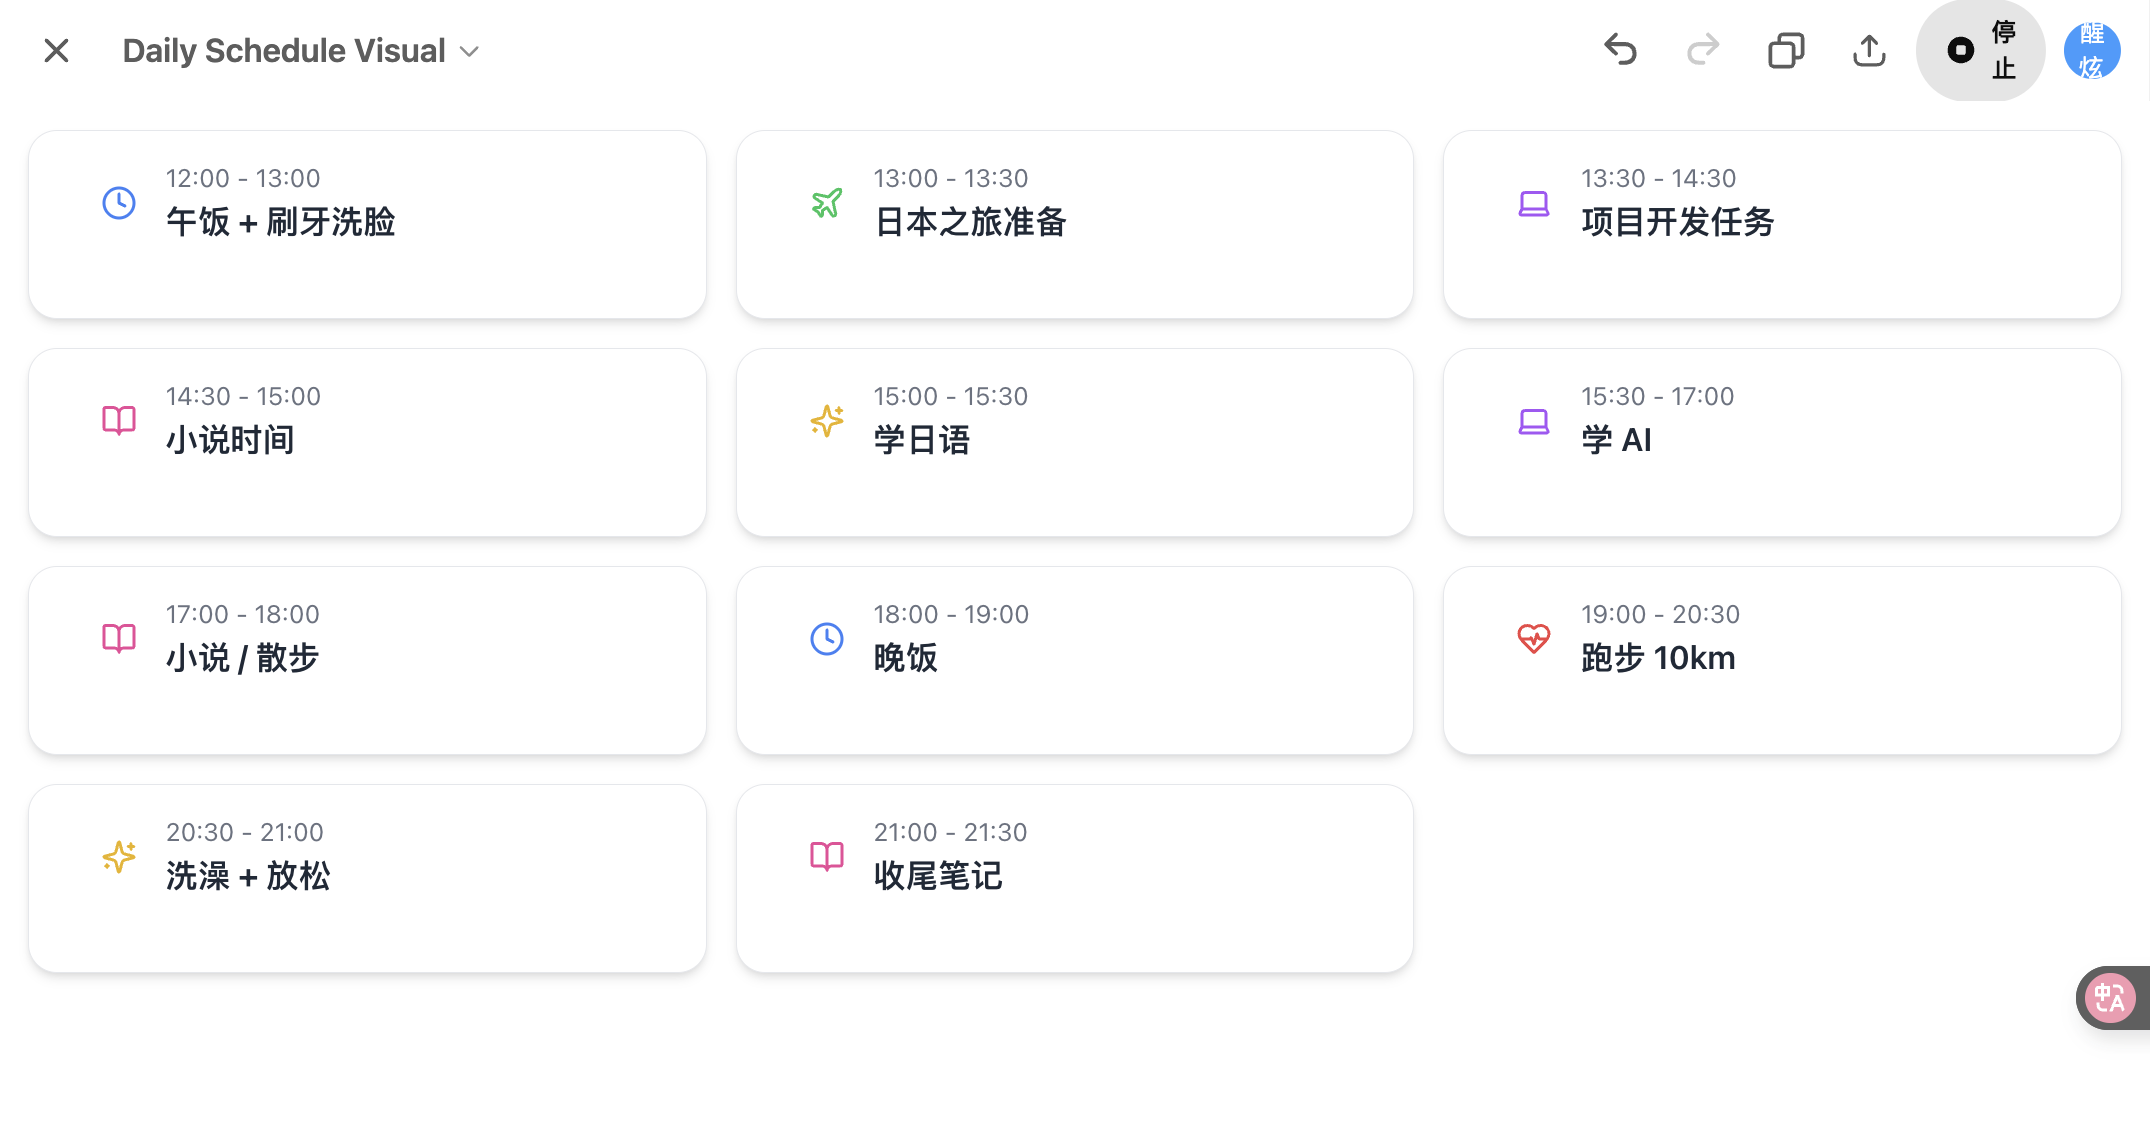 Daily Schedule Visual
停
止
醒
炫
12:00 - 13:00
午饭 + 刷牙洗脸
13:00 - 13:30
日本之旅准备
13:30 - 14:30
项目开发任务
14:30 - 15:00
小说时间
15:00 - 15:30
学日语
15:30 - 17:00
学 AI
17:00 - 18:00
小说 / 散步
18:00 - 19:00
晚饭
19:00 - 20:30
跑步 10km
20:30 - 21:00
洗澡 + 放松
21:00 - 21:30
收尾笔记
中A